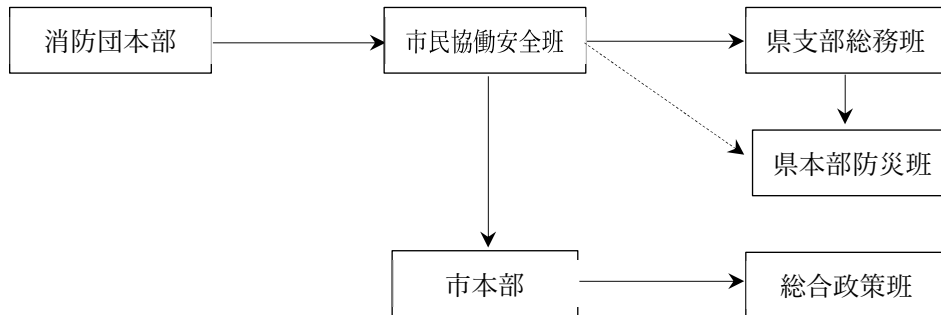 消防団本部
市民協働安全班
県支部総務班
県本部防災班
市本部
総合政策班